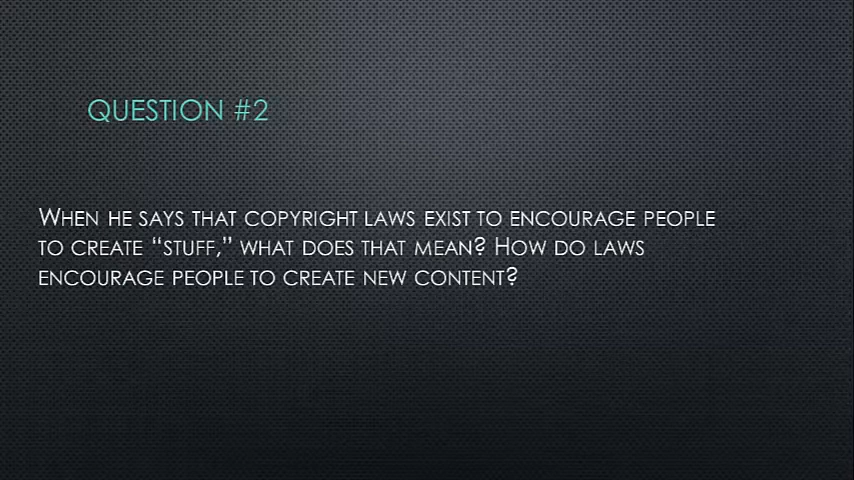 QUESTION #2
WHEN HE SAYS THAT COPYRIGHT LAWS EXIST TO ENCOURAGE PEOPLE
TO CREATE “STUFF,” WHAT DOES THAT MEAN? HOW DO LAWS
ENCOURAGE PEOPLE TO CREATE NEW CONTENT?